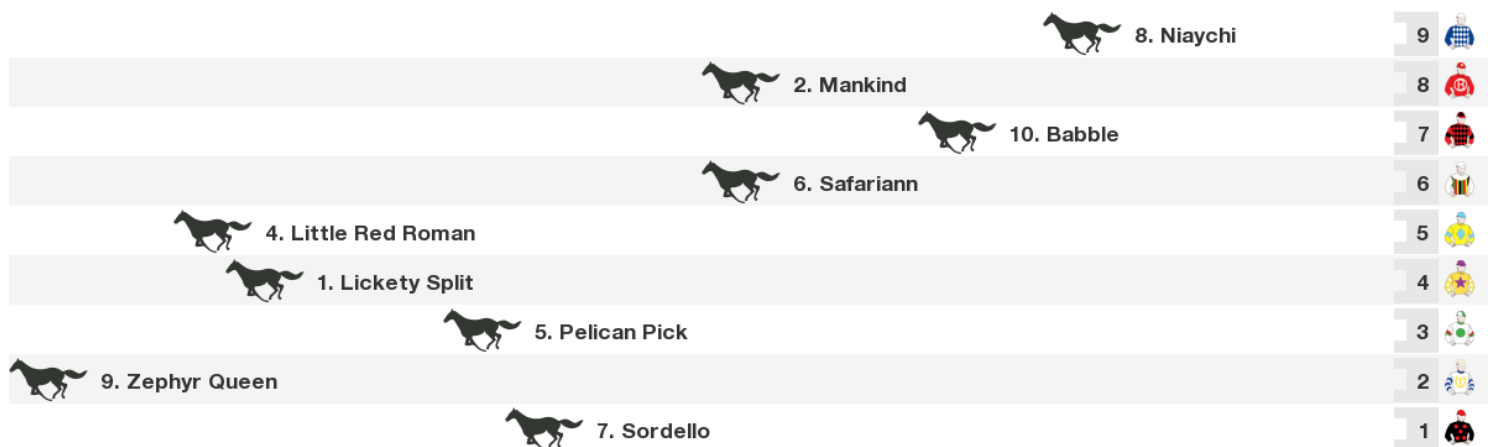 8. Niaychi 9
2. Mankind 8
10. Babble 7
6. Safariann 6
4. Little Red Roman 5
1. Lickety Split 4
5. Pelican Pick 3
9. Zephyr Queen 2
7. Sordello 1